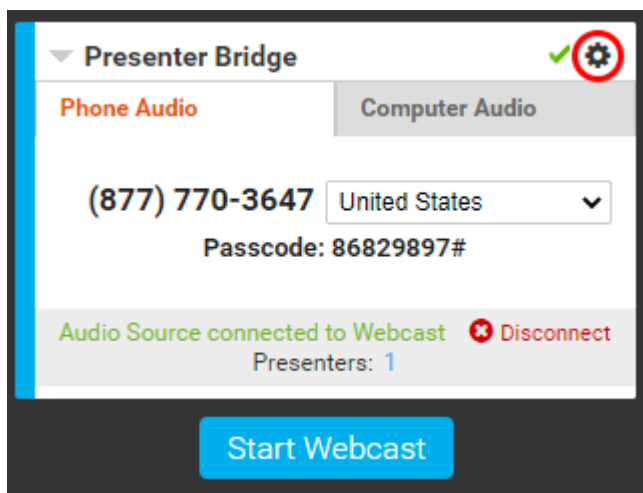 Presenter Bridge
Phone Audio Computer Audio
(877) 770-3647 United States
Passcode: 86829897#
Audio Source connected to Webcast Disconnect
Presenters: 1
Start Webcast